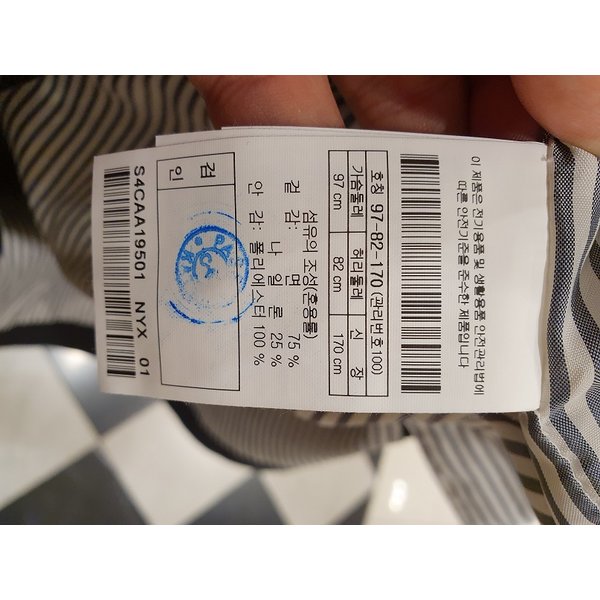 이 제품은 전기용품 및 생활용품 안전관리법에
따른 안전기준을 준수한 제품입니다
호칭 97-82-170 (관리번호100)
가슴둘레 허리둘레 신 장
97 cm 82 cm 170 cm
섬유의 조성(혼용률)
겉 감: 면 75 %
나 일 론 25 %
안 감: 폴리에스터 100 %
검
인
PASS
S4CAA19501 NYX 01